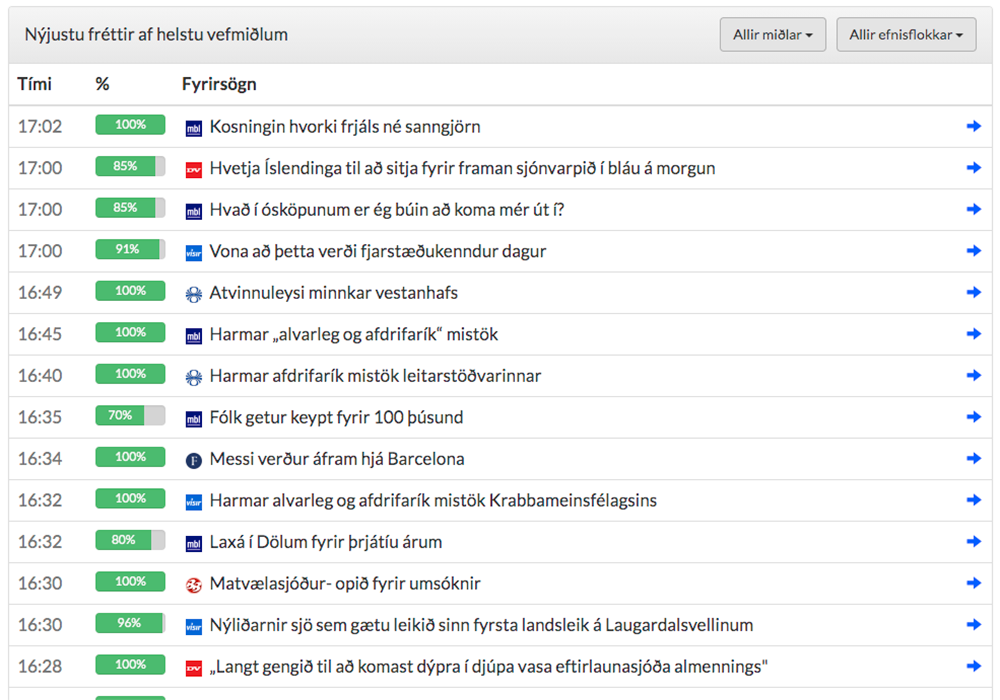 Nýjustu fréttir af helstu vefmiðlum
Allir miðlar
Allir efnisflokkar
Tími % Fyrirsögn
17:02 100% mbl Kosningin hvorki frjáls né sanngjörn
17:00 85% DV Hvetja Íslendinga til að sitja fyrir framan sjónvarpið í bláu á morgun
17:00 85% mbl Hvað í ósköpunum er ég búin að koma mér út í?
17:00 91% vísir Vona að þetta verði fjarstæðukenndur dagur
16:49 100% Atvinnuleysi minnkar vestanhafs
16:45 100% mbl Harmar „alvarleg og afdrifarík“ mistök
16:40 100% Harmar afdrifarík mistök leitarstöðvarinnar
16:35 70% mbl Fólk getur keypt fyrir 100 þúsund
16:34 100% F Messi verður áfram hjá Barcelona
16:32 100% vísir Harmar alvarleg og afdrifarík mistök Krabbameinsfélagsins
16:32 80% mbl Laxá í Dölum fyrir þrjátíu árum
16:30 100% Matvælasjóður- opið fyrir umsóknir
16:30 96% vísir Nýliðarnir sjö sem gætu leikið sinn fyrsta landsleik á Laugardalsvellinum
16:28 100% DV „Langt gengið til að komast dýpra í djúpa vasa eftirlaunasjóða almennings"